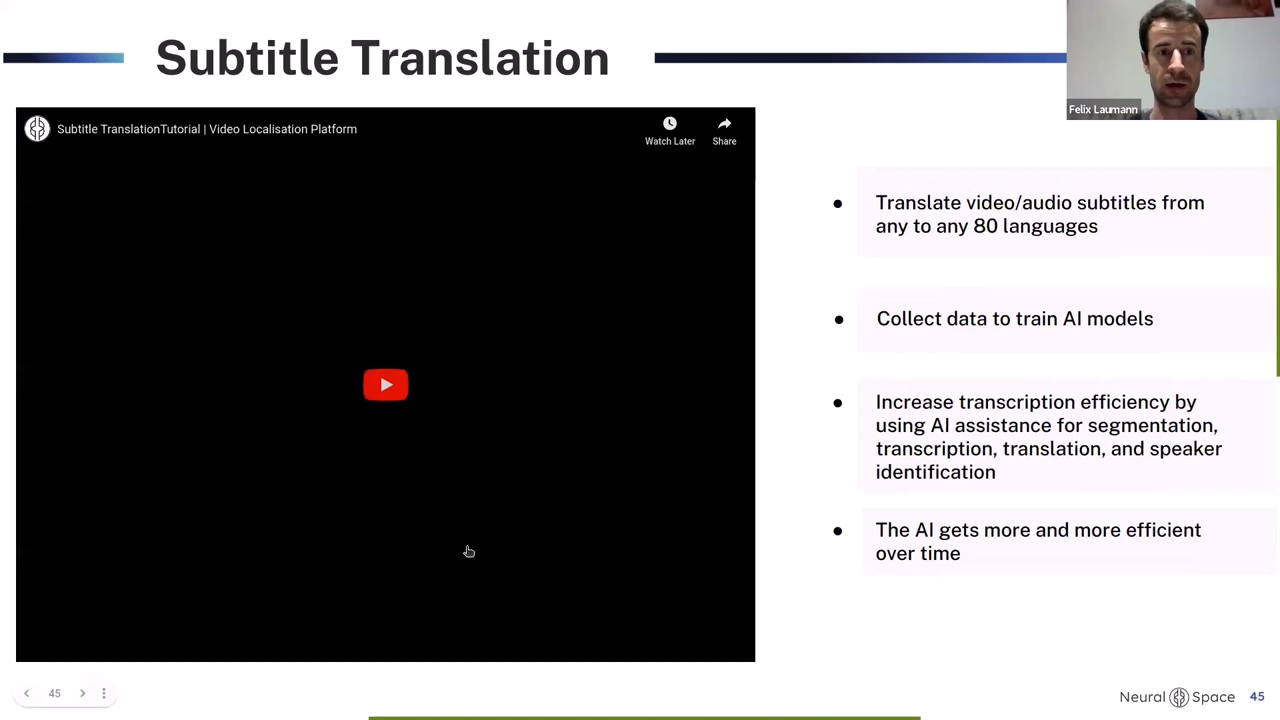 Subtitle Translation
Felix Laumann
Subtitle TranslationTutorial | Video Localisation Platform
Watch Later
Share
● Translate video/audio subtitles from
any to any 80 languages
● Collect data to train AI models
● Increase transcription efficiency by
using AI assistance for segmentation,
transcription, translation, and speaker
identification
● The AI gets more and more efficient
over time
45
Neural Space 45